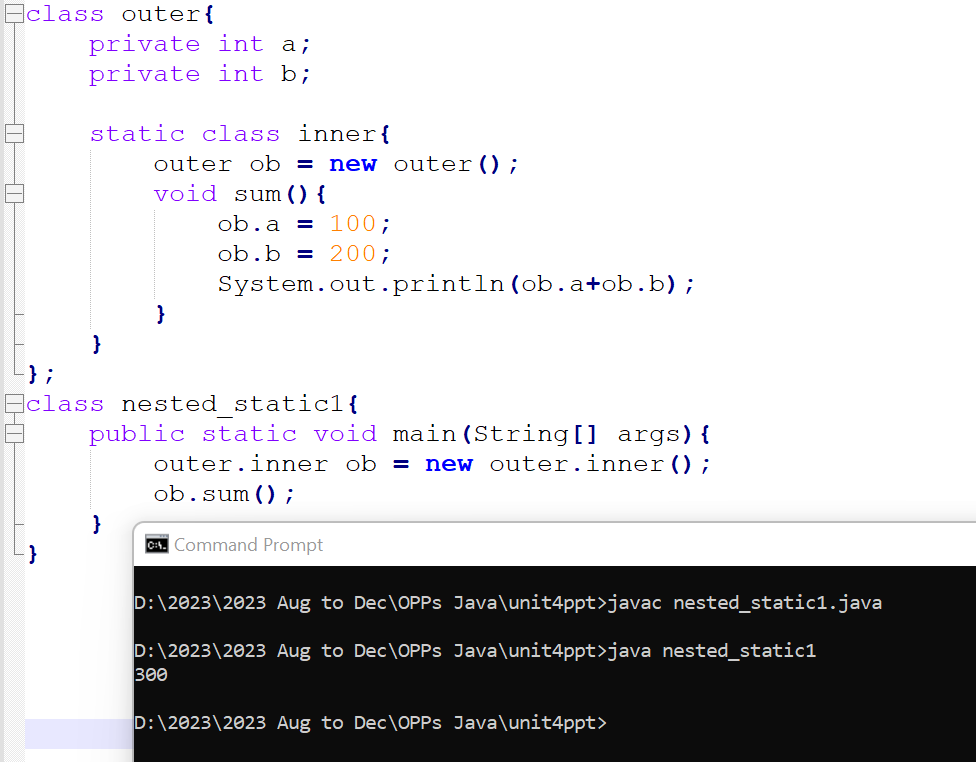 class outer{
    private int a;
    private int b;

    static class inner{
        outer ob = new outer();
        void sum(){
            ob.a = 100;
            ob.b = 200;
            System.out.println(ob.a+ob.b);
        }
    }
};
class nested_static1{
    public static void main(String[] args){
        outer.inner ob = new outer.inner();
        ob.sum();
    }
}
C:\.
Command Prompt
D:\2023\2023 Aug to Dec\OPPs Java\unit4ppt>javac nested_static1.java
D:\2023\2023 Aug to Dec\OPPs Java\unit4ppt>java nested_static1
300
D:\2023\2023 Aug to Dec\OPPs Java\unit4ppt>